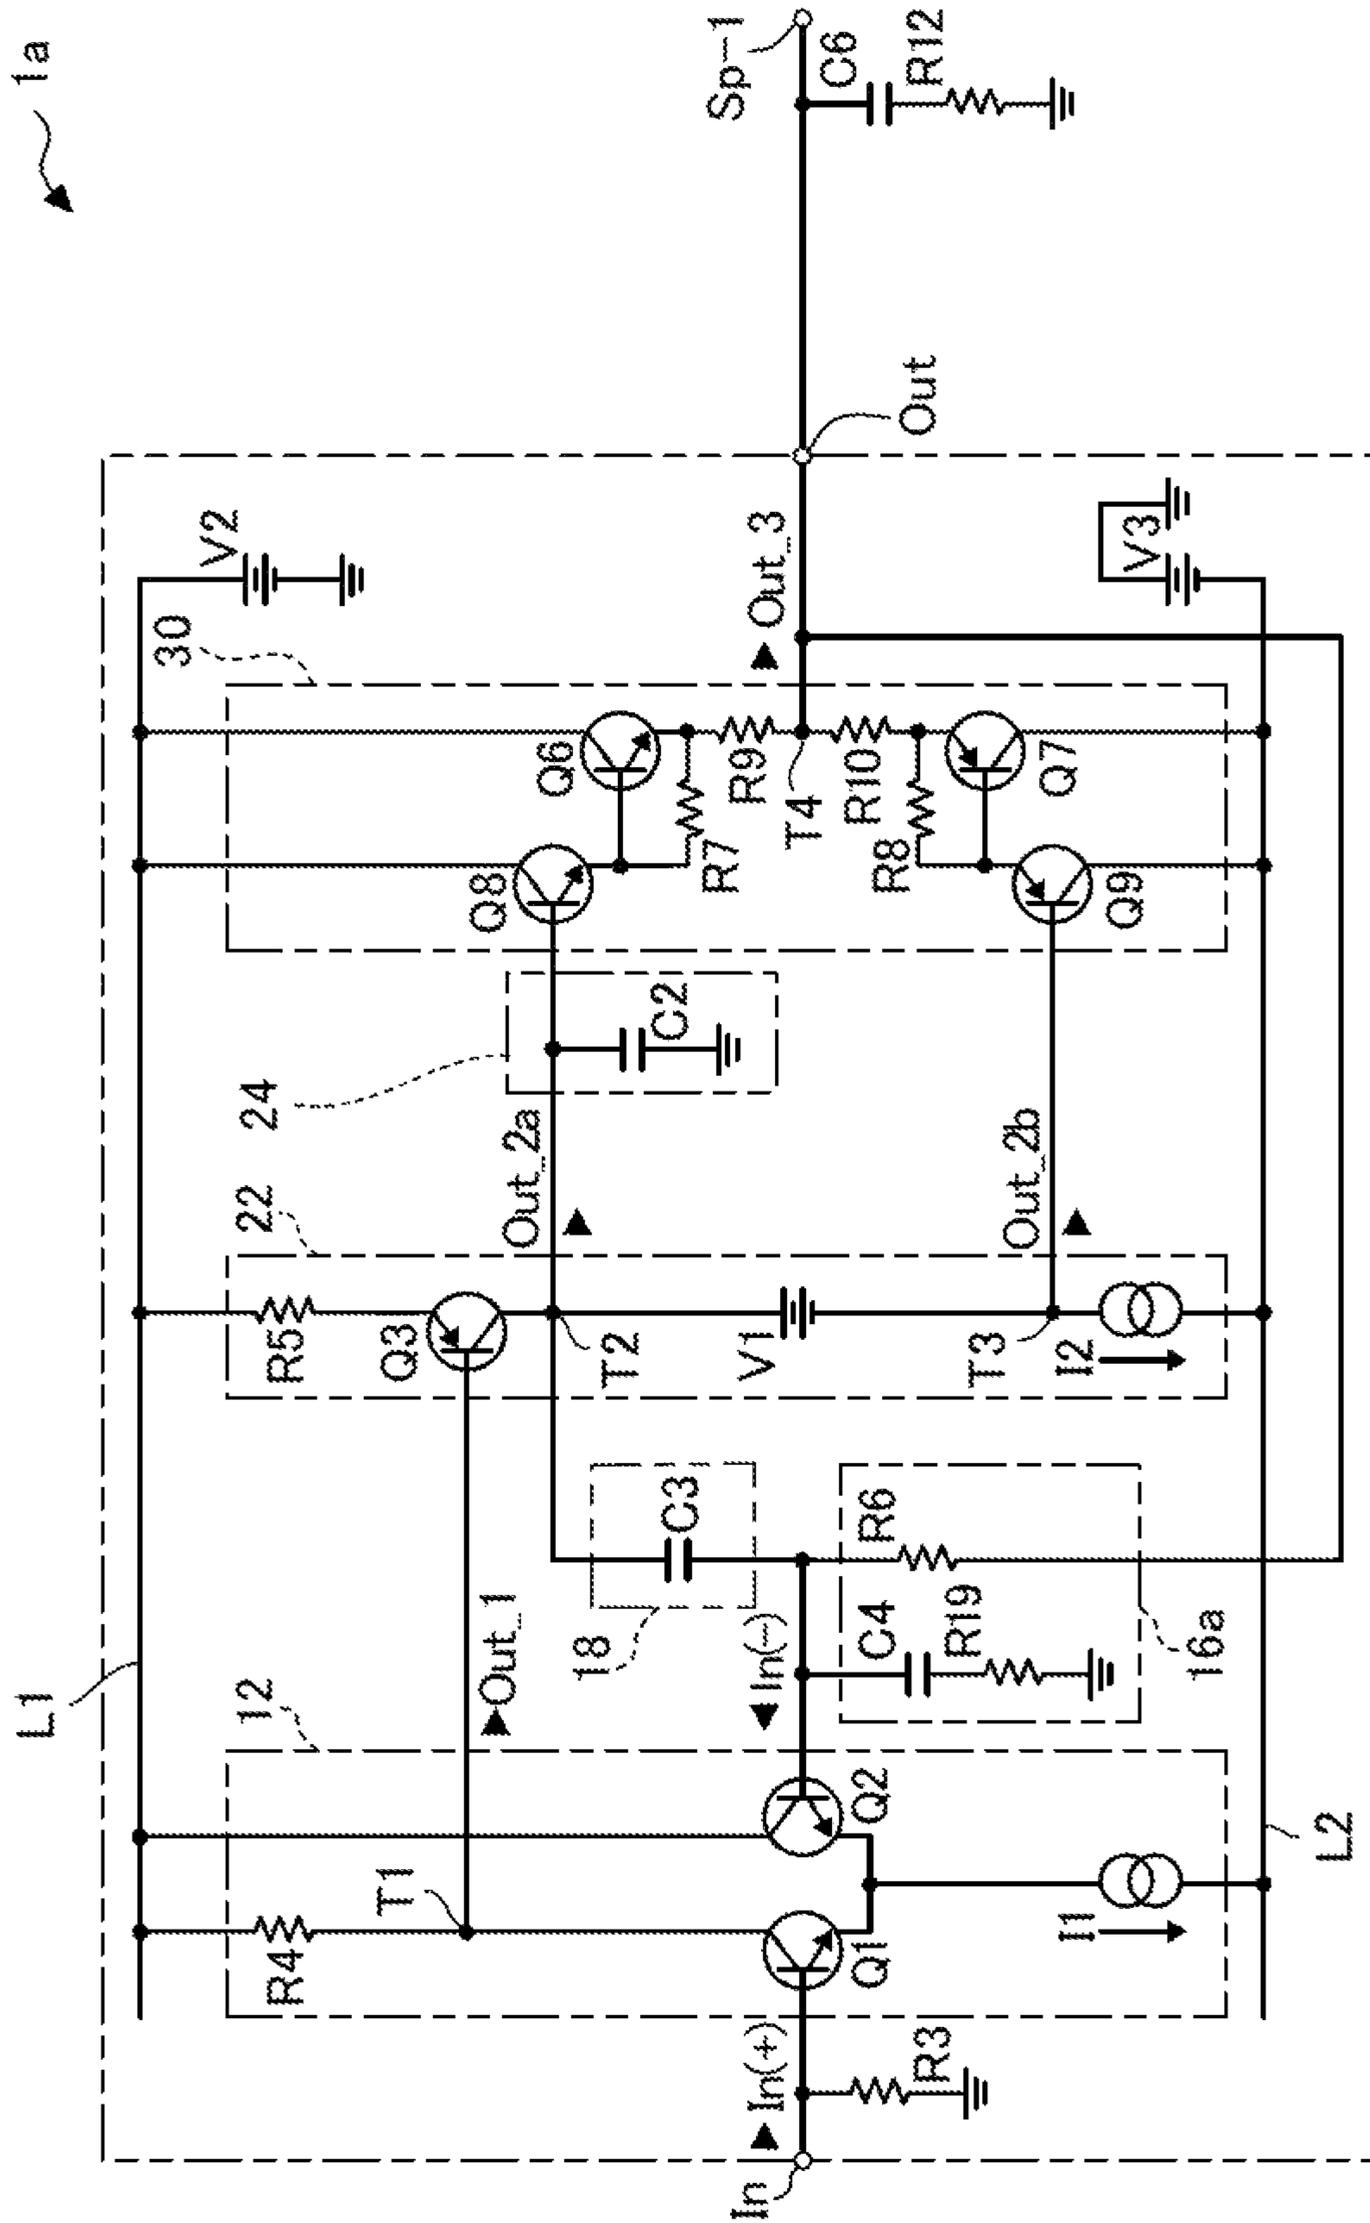 1a
L1
V2
30
12
22
24
R4
T1
Out_1
R5
Q3
Out_2a
T2
C2
Q8
Q6
R7
R9
Out_3
T4
Out
Sp-1
C6
R12
In
In(+)
R3
Q1
Q2
In(-)
18
C3
C4
R19
R6
16a
V1
T3
Out_2b
R10
R8
Q9
Q7
V3
I1
I2
L2